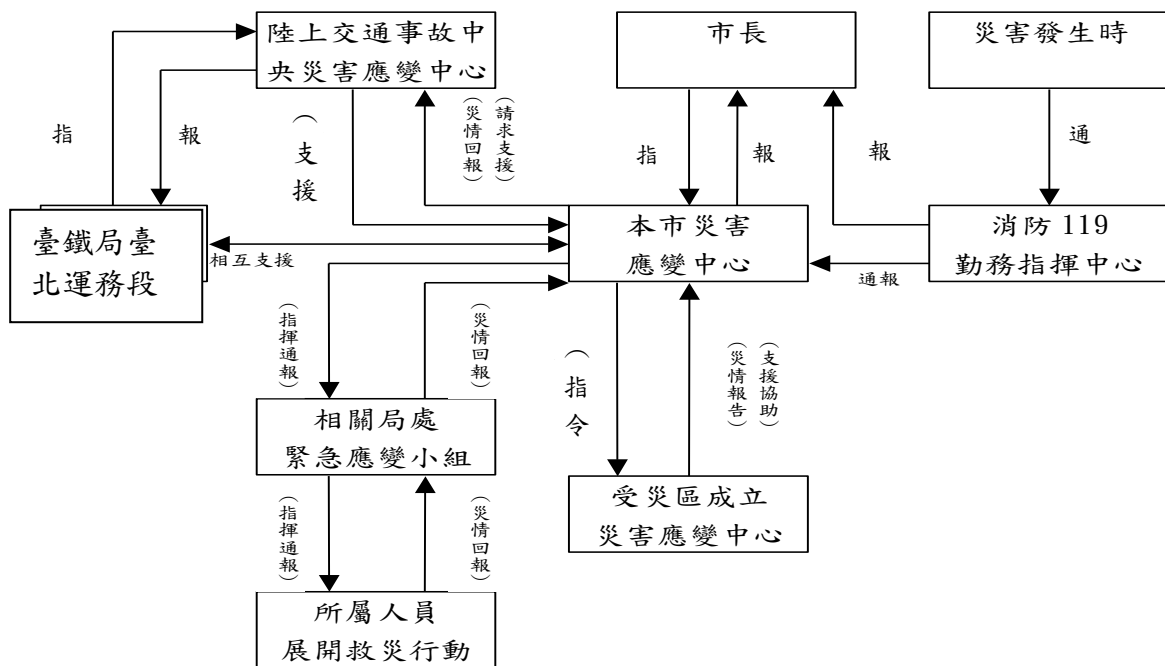 陸上交通事故中
央災害應變中心
市長
災害發生時
指
報
（支援
（災情回報）
（請求支援）
指
報
報
通
臺鐵局臺
北運務段
相互支援
本市災害
應變中心
通報
消防 119
勤務指揮中心
（指揮通報）
（災情回報）
（指令
（災情報告）
（支援協助）
相關局處
緊急應變小組
受災區成立
災害應變中心
（指揮通報）
（災情回報）
所屬人員
展開救災行動